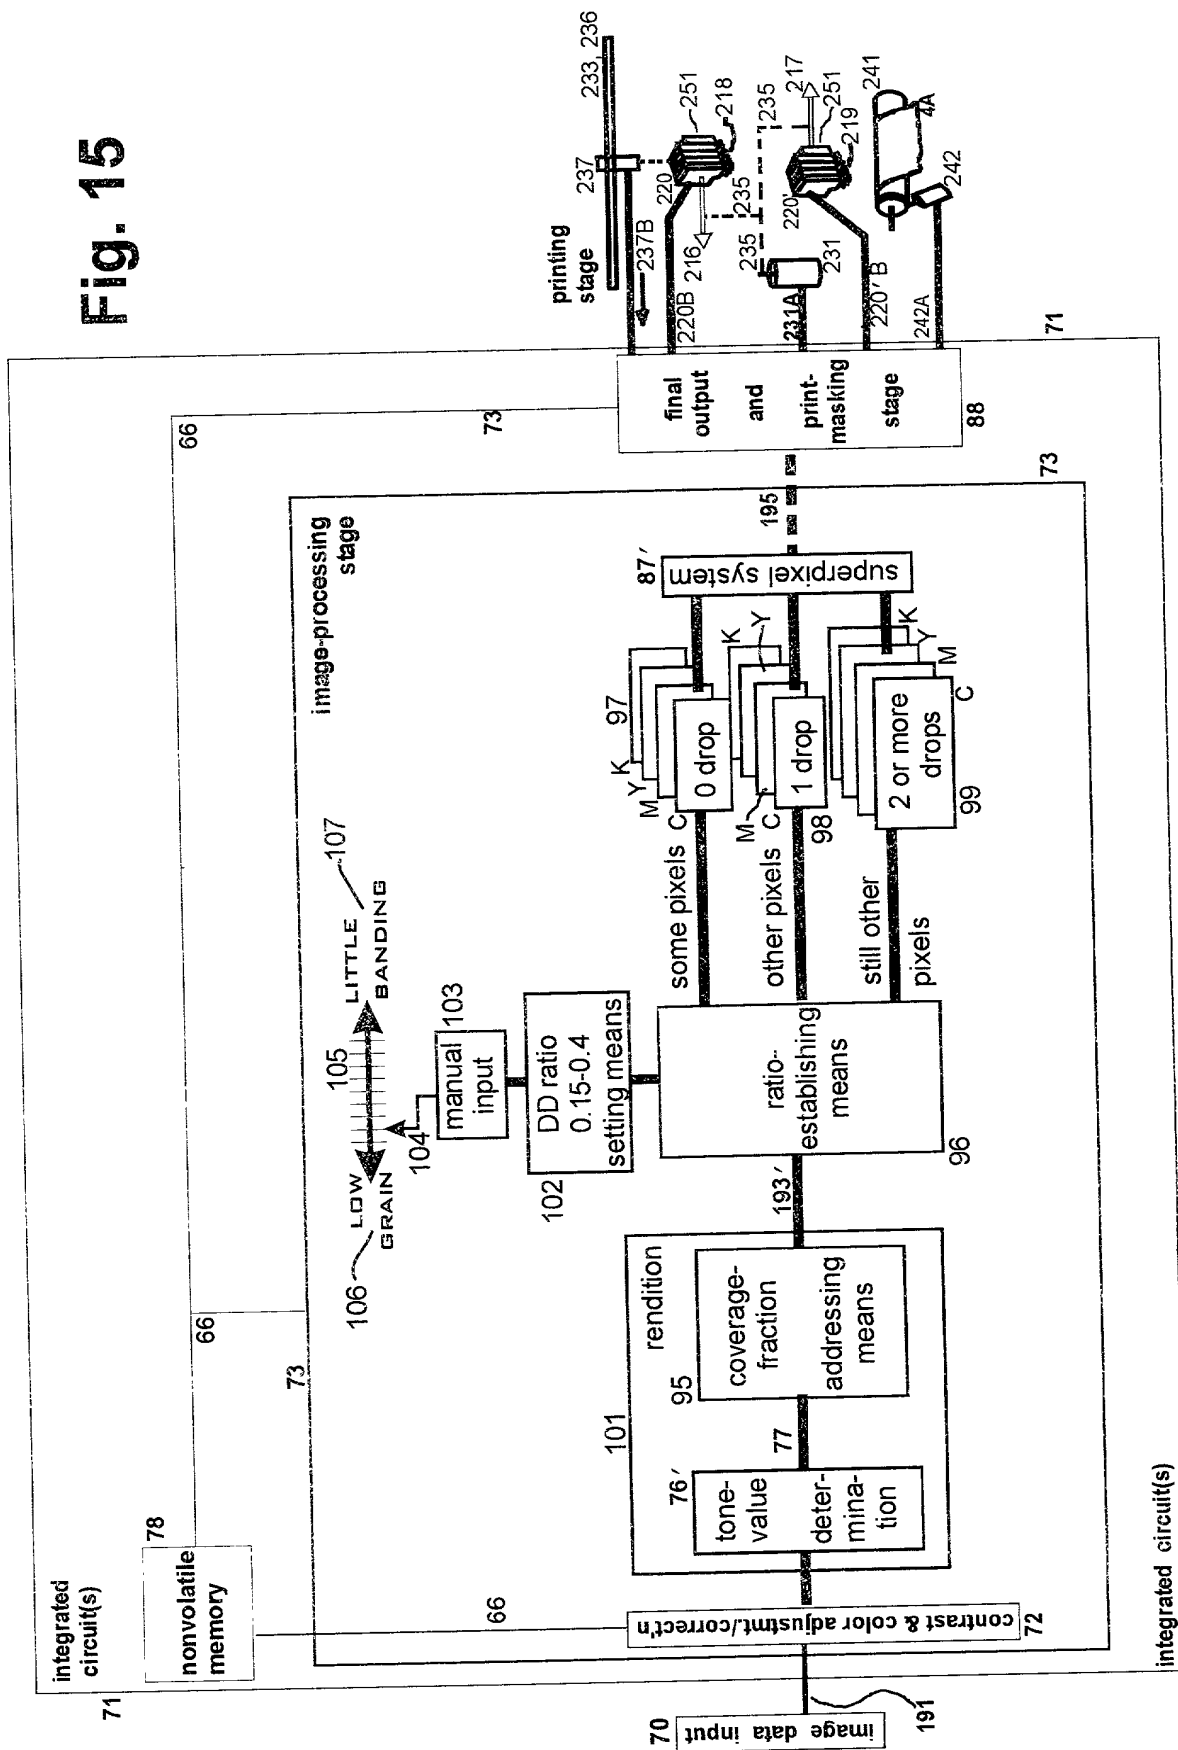 Fig. 15
integrated
circuit(s)
71
78
nonvolatile
memory
66
66
66
73
73
73
image-processing
stage
106
LOW
GRAIN
105
LITTLE
BANDING
107
104
manual
input
103
102
DD ratio
0.15-0.4
setting means
70
image data input
191
contrast & color adjustmt./correct'n
72
101
rendition
76'
tone-
value
deter-
mina-
tion
77
95
coverage-
fraction
addressing
means
193'
ratio-
establishing
means
96
some pixels
other pixels
still other
pixels
C
M
Y
K
97
0 drop
C
M
Y
K
1 drop
98
C
M
Y
K
2 or more
drops
99
87'
superpixel system
195
final
output
and
print-
masking
stage
88
71
integrated circuit(s)
printing
stage
237
233, 236
237B
220
251
218
220B
216
235
235
235
217
251
219
220'
231
231A
220' B
241
4A
242
242A